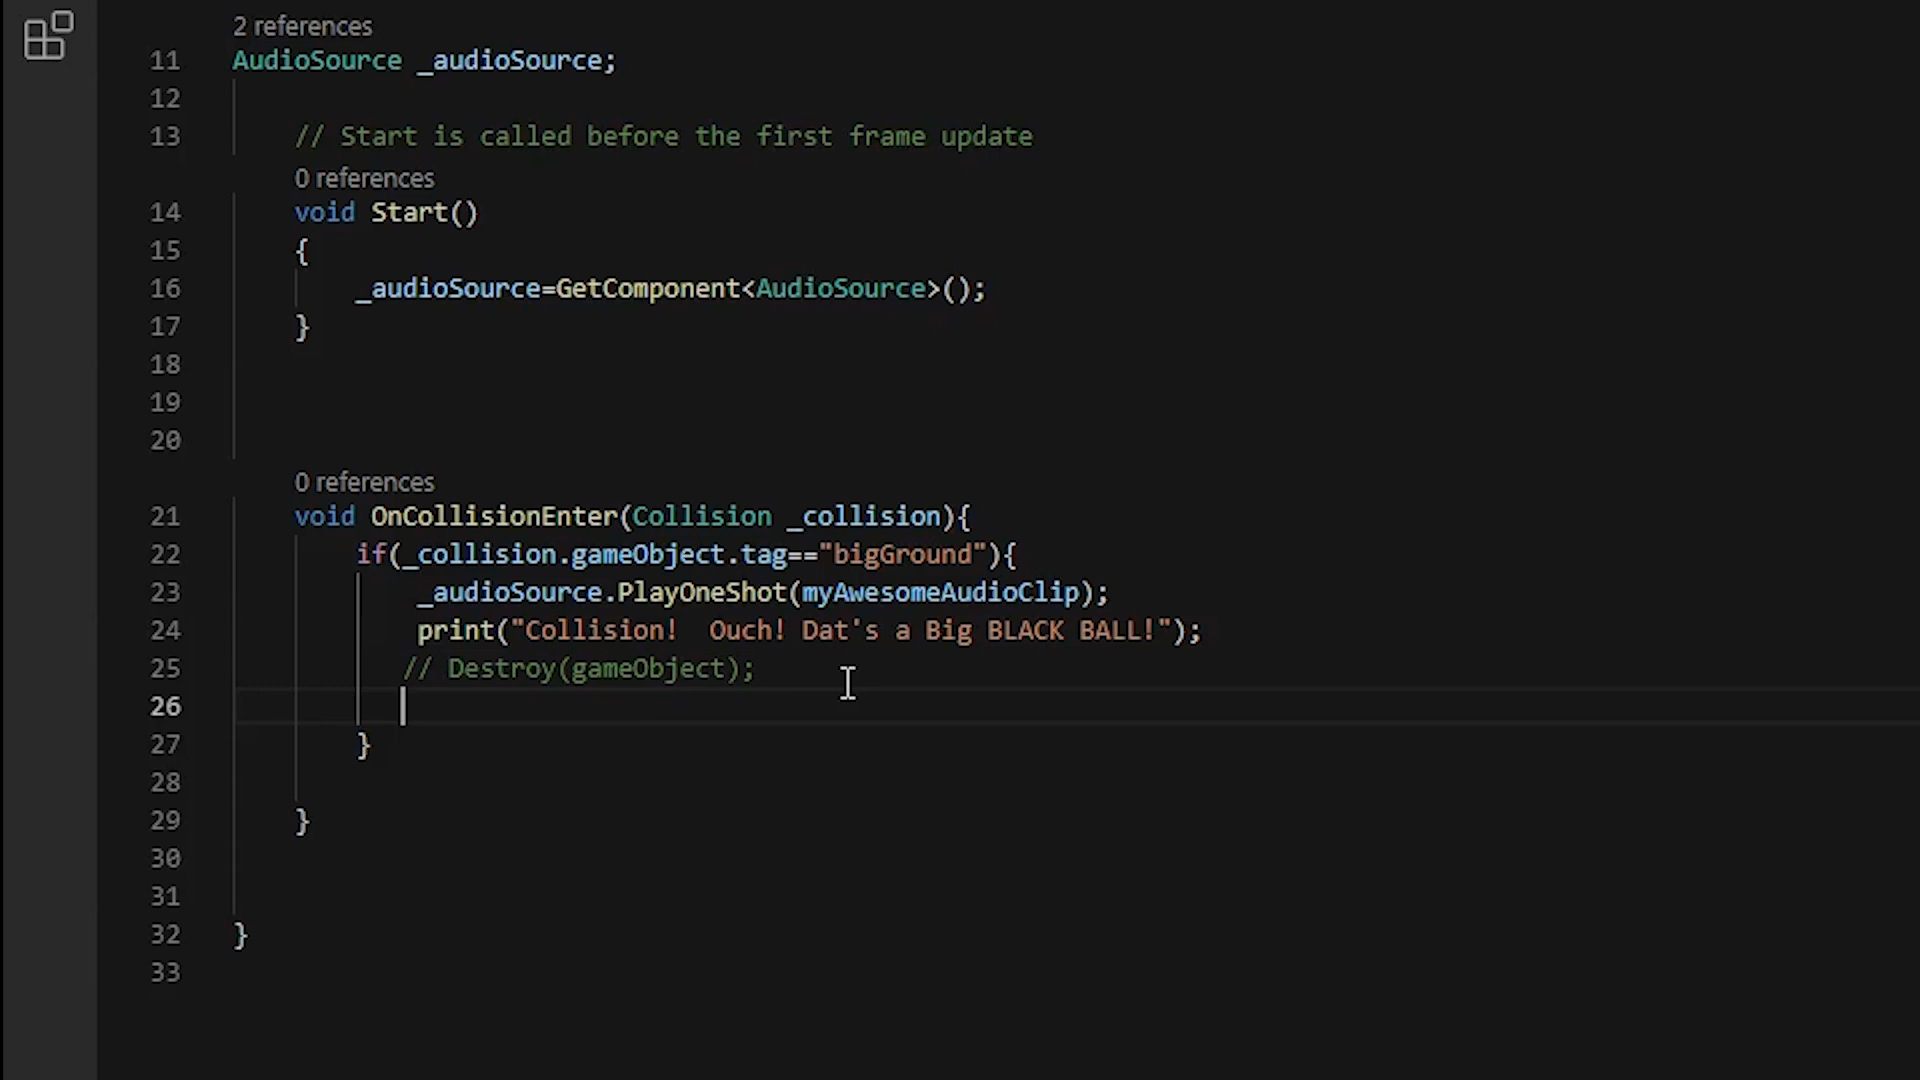 2 references
11 AudioSource _audioSource;
12
13 // Start is called before the first frame update
0 references
14 void Start()
15 {
16 _audioSource=GetComponent<AudioSource>();
17 }
18
19
20
0 references
21 void OnCollisionEnter(Collision _collision){
22 if(_collision.gameObject.tag=="bigGround"){
23 _audioSource.PlayOneShot(myAwesomeAudioClip);
24 print("Collision!  Ouch! Dat's a Big BLACK BALL!");
25 // Destroy(gameObject);
26
27 }
28
29 }
30
31
32 }
33